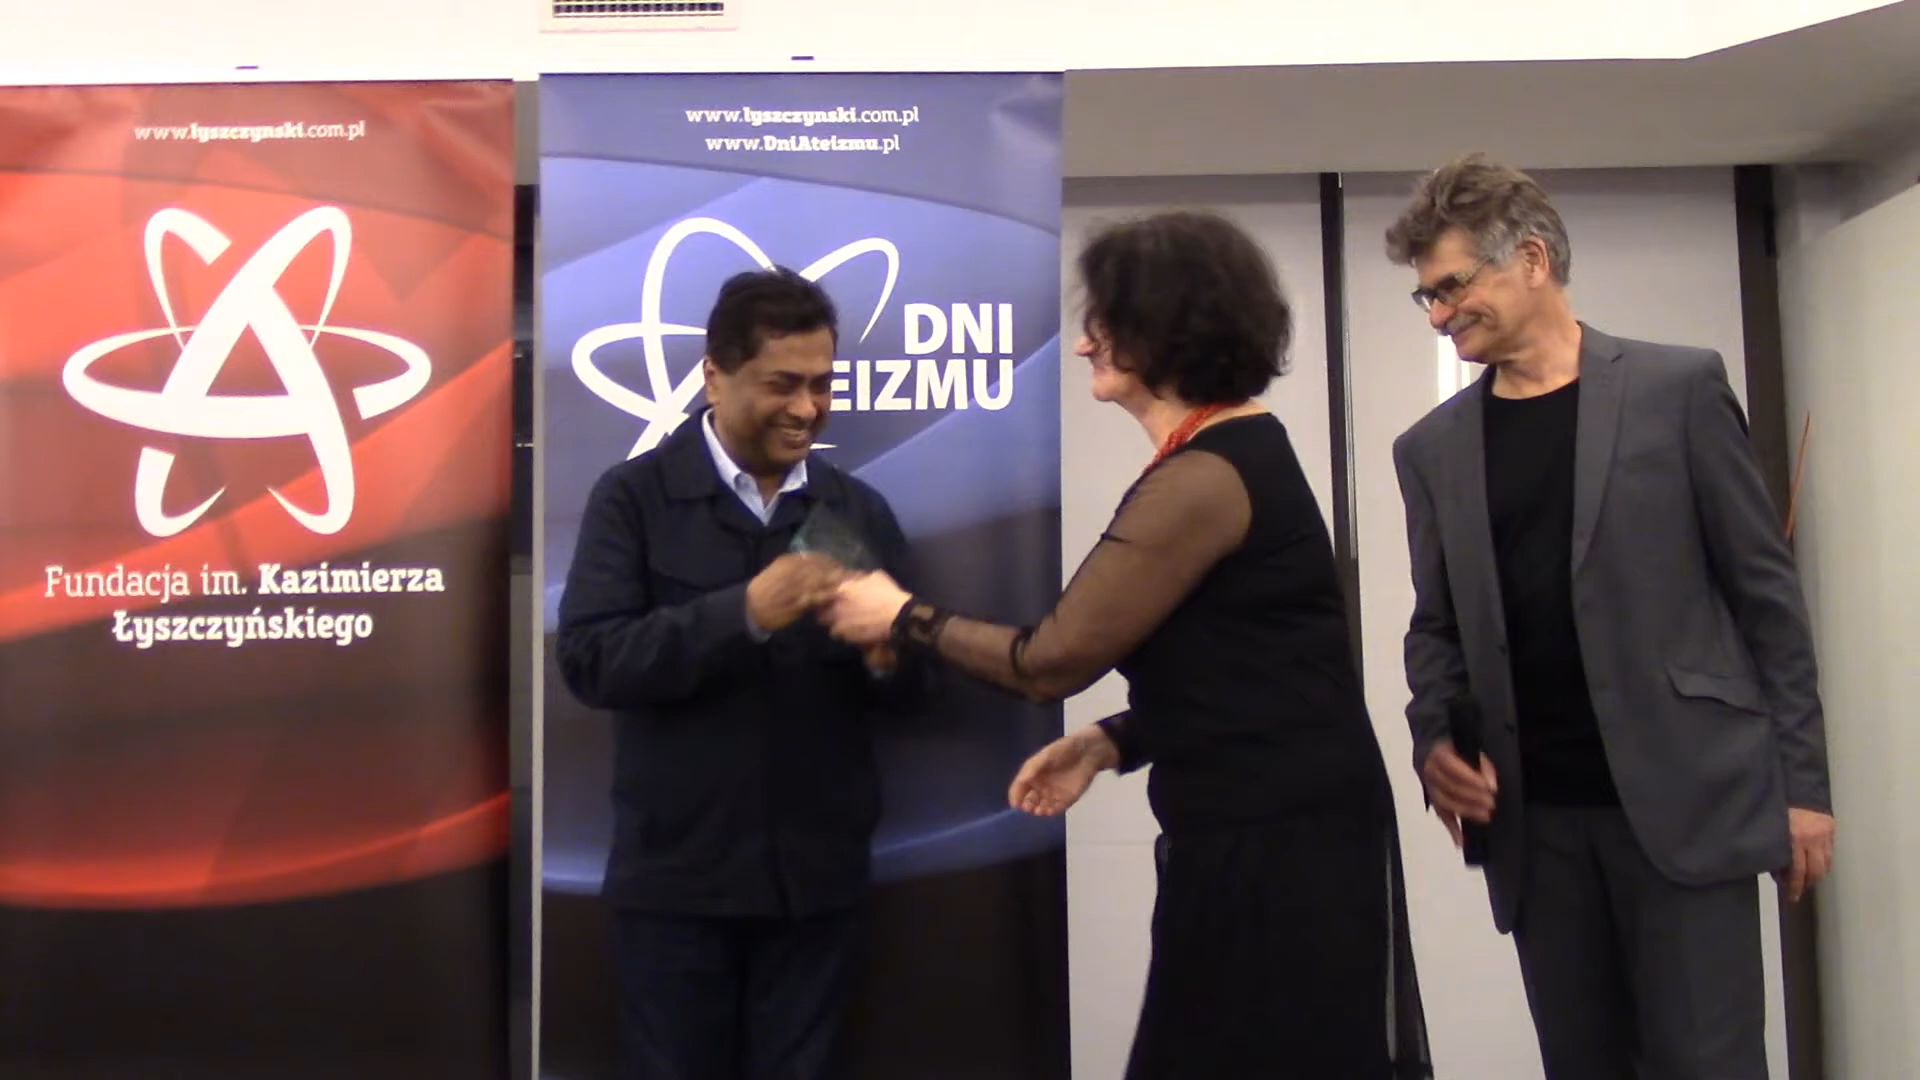 www.lyszczynski.com.pl
Fundacja im. Kazimierza
Łyszczyńskiego
www.lyszczynski.com.pl
www.DniAteizmu.pl
DNI
EIZMU